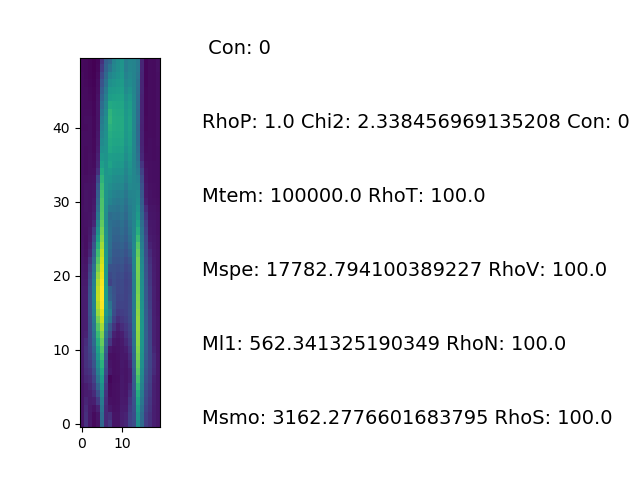 Con: 0
RhoP: 1.0 Chi2: 2.338456969135208 Con: 0
40
Mtem: 100000.0 RhoT: 100.0
30
Mspe: 17782.794100389227 RhoV: 100.0
20
Ml1: 562.341325190349 RhoN: 100.0
10
Msmo: 3162.2776601683795 RhoS: 100.0
0
0 10